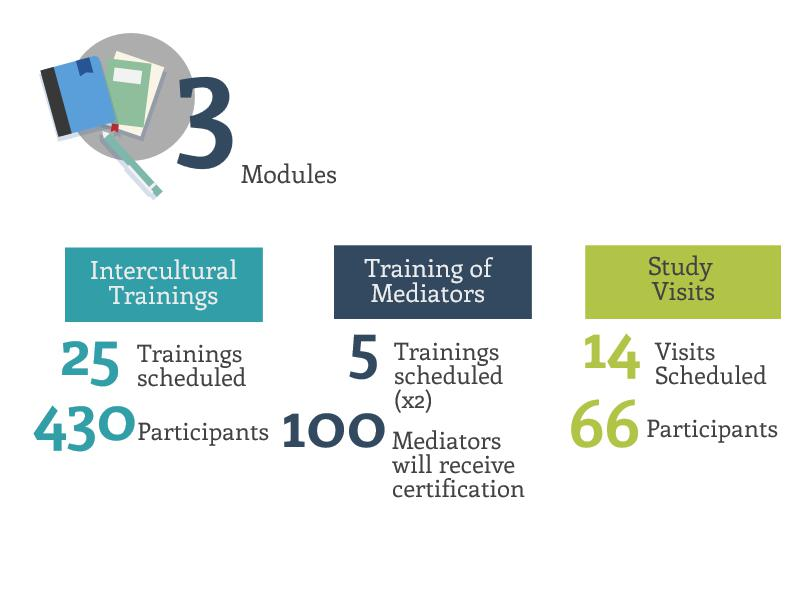 3
Modules
Intercultural
Trainings
25
Trainings
scheduled
430
Participants
Training of
Mediators
5
Trainings
scheduled
(x2)
100
Mediators
will receive
certification
Study
Visits
14
Visits
Scheduled
66
Participants